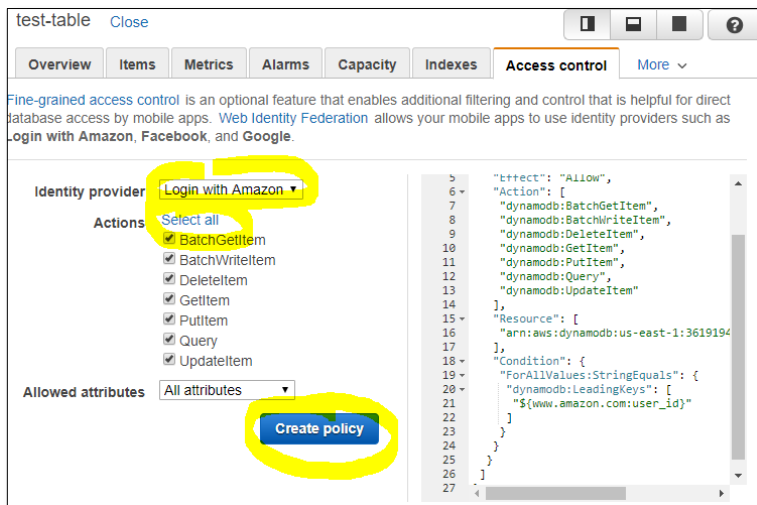 test-table Close
Overview Items Metrics Alarms Capacity Indexes Access control More
Fine-grained access control is an optional feature that enables additional filtering and control that is helpful for direct
database access by mobile apps. Web Identity Federation allows your mobile apps to use identity providers such as
Login with Amazon, Facebook, and Google.
Identity provider Login with Amazon
Actions Select all
BatchGetItem
BatchWriteItem
DeleteItem
GetItem
PutItem
Query
UpdateItem
Allowed attributes All attributes
Create policy
5 "Effect": "Allow",
6 "Action": [
7 "dynamodb:BatchGetItem",
8 "dynamodb:BatchWriteItem",
9 "dynamodb:DeleteItem",
10 "dynamodb:GetItem",
11 "dynamodb:PutItem",
12 "dynamodb:Query",
13 "dynamodb:UpdateItem"
14 ],
15 "Resource": [
16 "arn:aws:dynamodb:us-east-1:3619194
17 ],
18 "Condition": {
19 "ForAllValues:StringEquals": {
20 "dynamodb:LeadingKeys": [
21 "${www.amazon.com:user_id}"
22 ]
23 }
24 }
25 }
26 ]
27